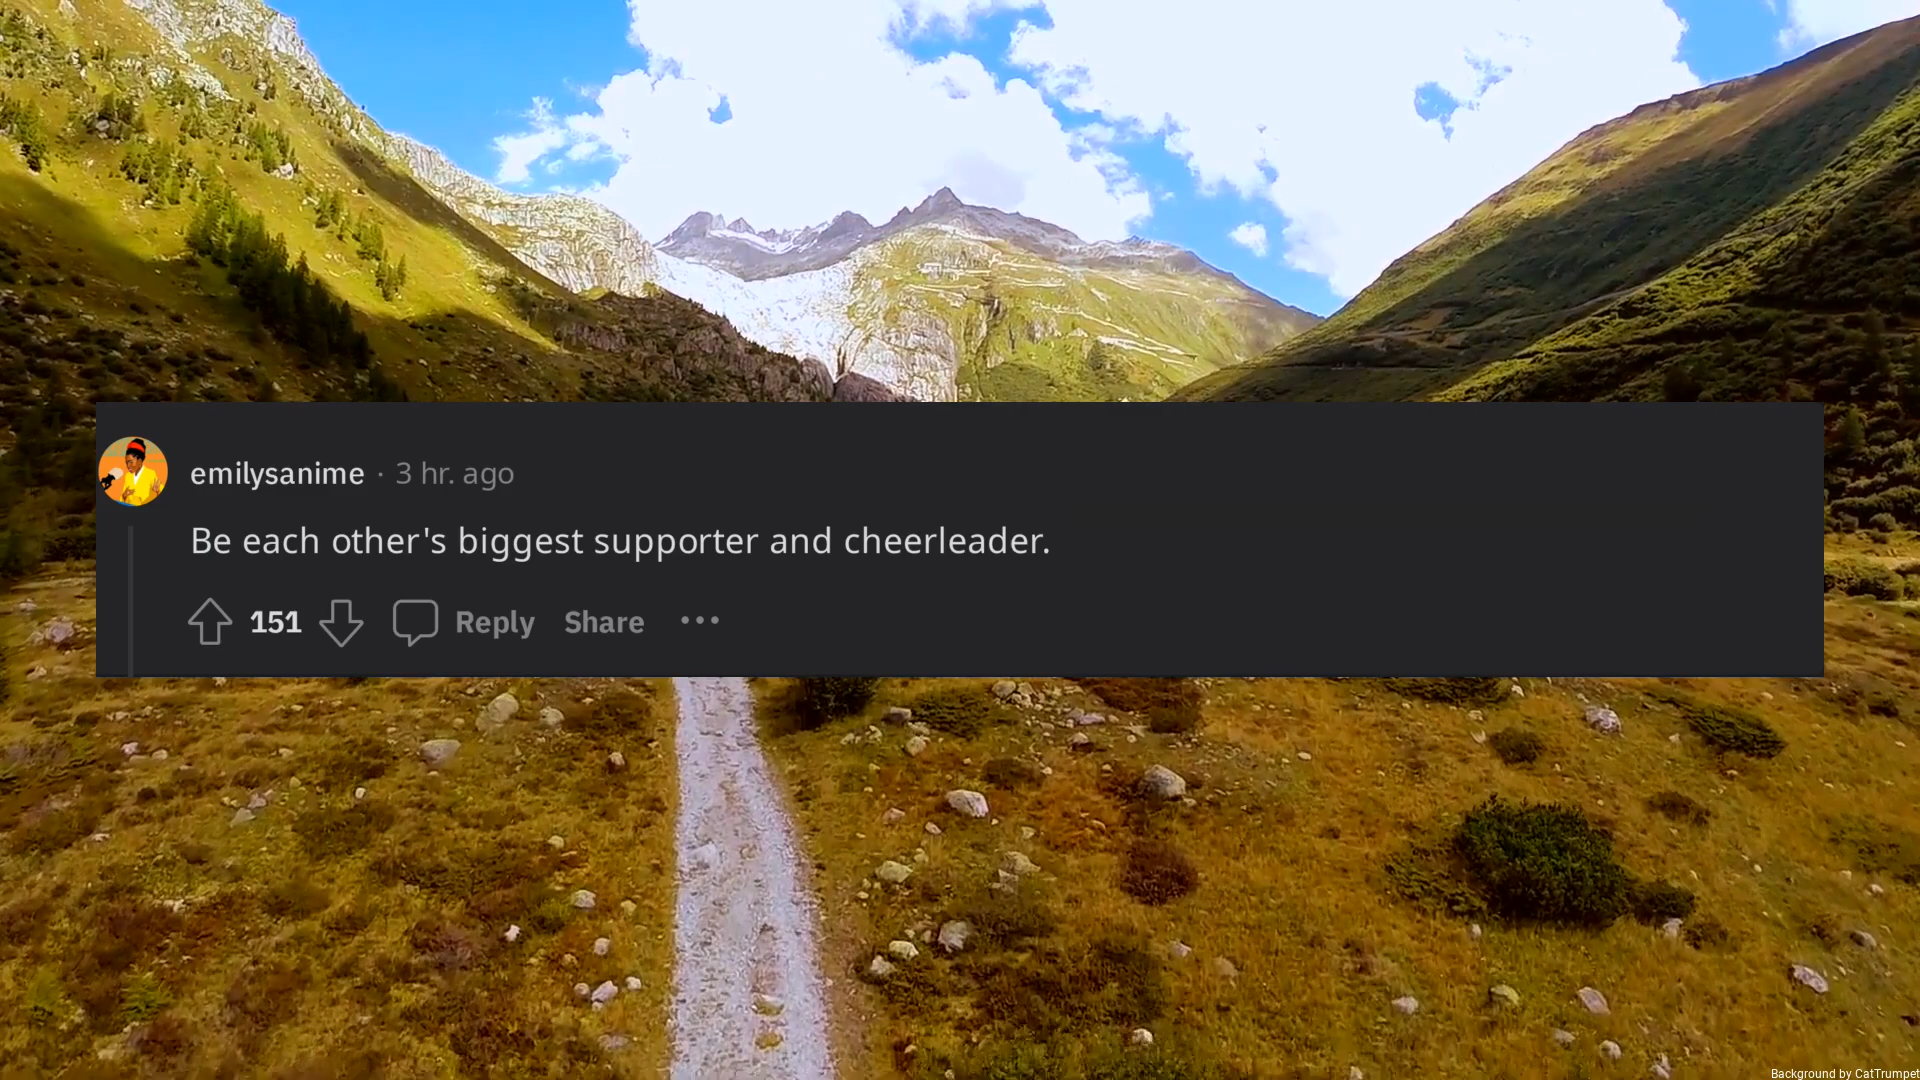 emilysanime · 3 hr. ago
Be each other's biggest supporter and cheerleader.
151 Reply Share ···
Background by CatTrumpet